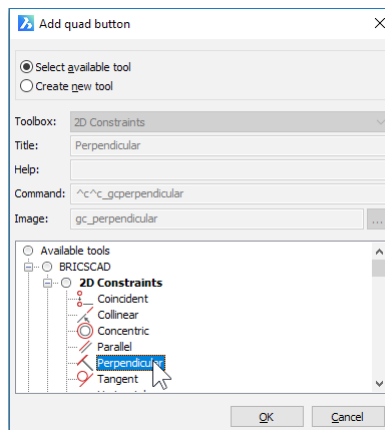 Add quad button
Select available tool
Create new tool
Toolbox: 2D Constraints
Title: Perpendicular
Help:
Command: ^c^c_gcperpendicular
Image: gc_perpendicular ...
Available tools
BRICSCAD
2D Constraints
Coincident
Collinear
Concentric
Parallel
Perpendicular
Tangent
OK Cancel